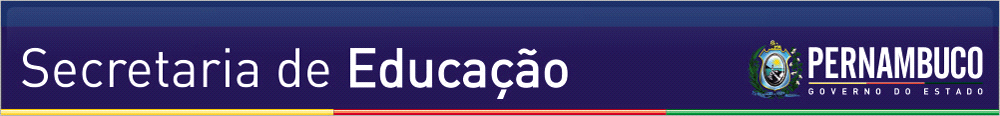 Secretaria de Educação
PERNAMBUCO
GOVERNO DO ESTADO